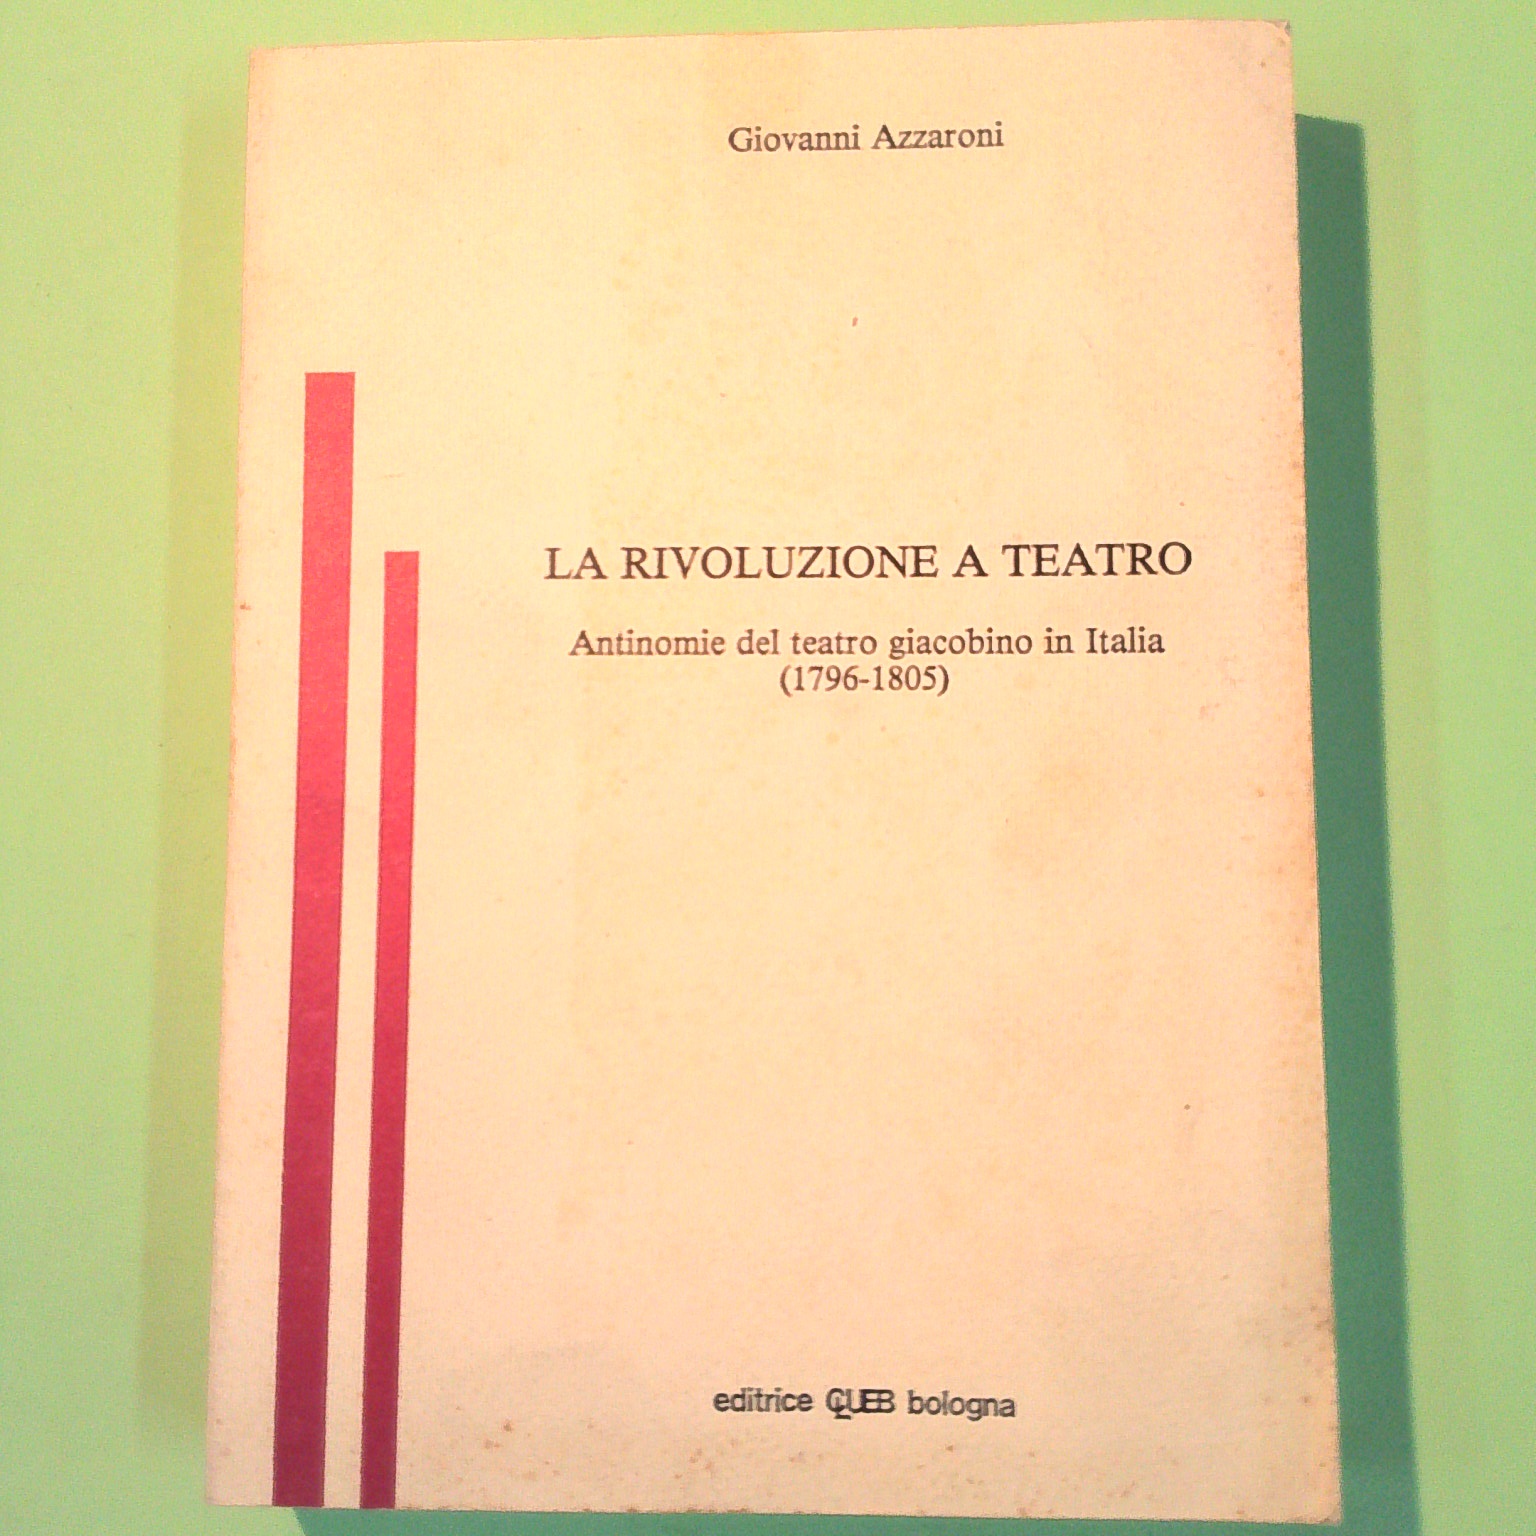 Giovanni Azzaroni
LA RIVOLUZIONE A TEATRO
Antinomie del teatro giacobino in Italia
(1796-1805)
editrice CLUEB bologna